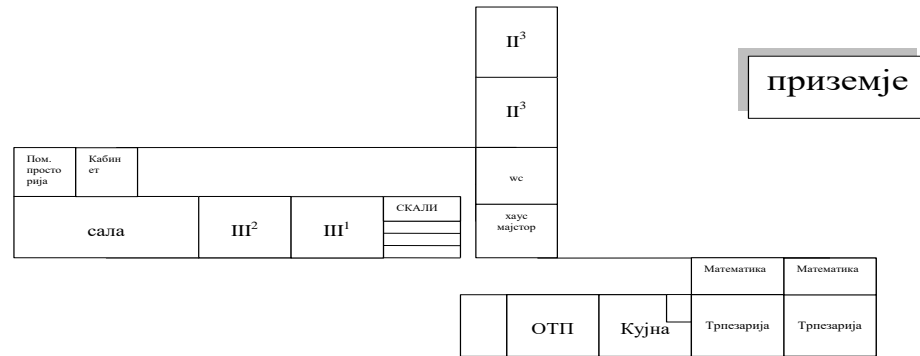 II³
приземје
II³
Пом.
просто
рија
Кабин
ет
wc
сала
III²
III¹
СКАЛИ
хаус
мајстор
Математика
Математика
ОТП
Кујна
Трпезарија
Трпезарија